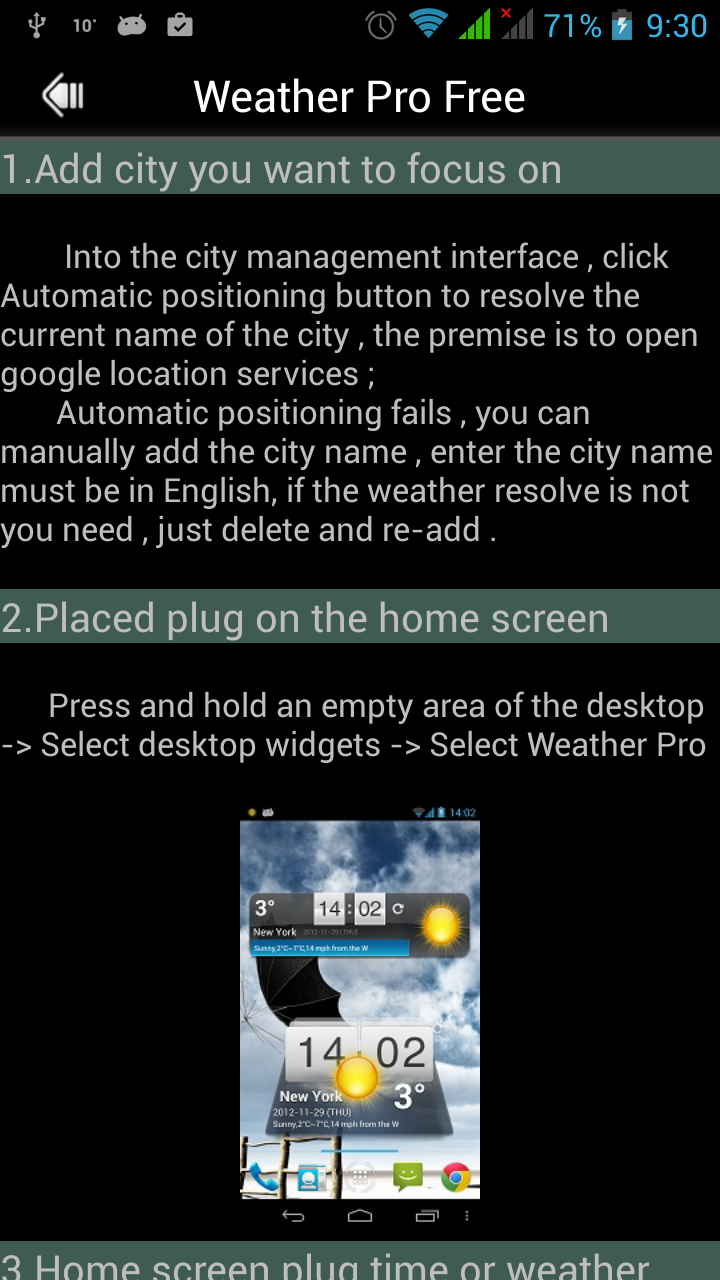 10°
71%
9:30
Weather Pro Free
1.Add city you want to focus on
Into the city management interface , click
Automatic positioning button to resolve the
current name of the city , the premise is to open
google location services ;
Automatic positioning fails , you can
manually add the city name , enter the city name
must be in English, if the weather resolve is not
you need , just delete and re-add .
2.Placed plug on the home screen
Press and hold an empty area of the desktop
-> Select desktop widgets -> Select Weather Pro
14:02
3° 14 : 02
New York 2012-11-29 (THU)
Sunny,2°C~7°C,14 mph from the W
14 02
New York 3°
2012-11-29 (THU)
Sunny,2°C~7°C,14 mph from the W
3.Home screen plug time or weather